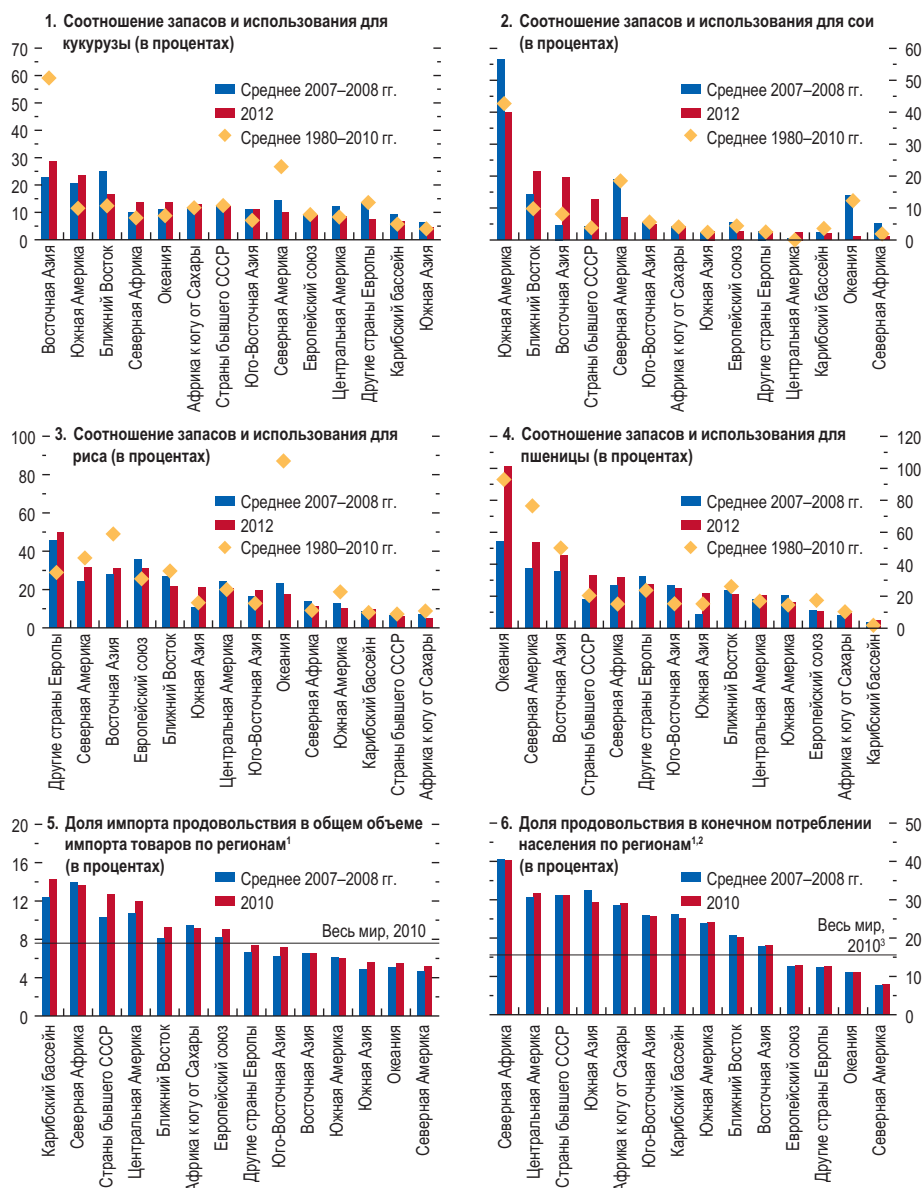 1. Соотношение запасов и использования для
кукурузы (в процентах)
70
60
50
40
30
20
10
0
Среднее 2007–2008 гг.
2012
Среднее 1980–2010 гг.
Восточная Азия
Южная Америка
Ближний Восток
Северная Африка
Океания
Африка к югу от Сахары
Страны бывшего СССР
Юго-Восточная Азия
Северная Америка
Европейский союз
Центральная Америка
Другие страны Европы
Карибский бассейн
Южная Азия
2. Соотношение запасов и использования для сои
(в процентах)
60
50
40
30
20
10
0
Среднее 2007–2008 гг.
2012
Среднее 1980–2010 гг.
Южная Америка
Ближний Восток
Восточная Азия
Страны бывшего СССР
Северная Америка
Юго-Восточная Азия
Африка к югу от Сахары
Южная Азия
Европейский союз
Другие страны Европы
Центральная Америка
Карибский бассейн
Океания
Северная Африка
3. Соотношение запасов и использования для
риса (в процентах)
100
80
60
40
20
0
Среднее 2007–2008 гг.
2012
Среднее 1980–2010 гг.
Другие страны Европы
Северная Америка
Восточная Азия
Европейский союз
Ближний Восток
Южная Азия
Центральная Америка
Юго-Восточная Азия
Океания
Северная Африка
Южная Америка
Карибский бассейн
Страны бывшего СССР
Африка к югу от Сахары
4. Соотношение запасов и использования для
пшеницы (в процентах)
120
100
80
60
40
20
0
Среднее 2007–2008 гг.
2012
Среднее 1980–2010 гг.
Океания
Северная Америка
Восточная Азия
Страны бывшего СССР
Северная Африка
Другие страны Европы
Юго-Восточная Азия
Южная Азия
Ближний Восток
Центральная Америка
Южная Америка
Европейский союз
Африка к югу от Сахары
Карибский бассейн
5. Доля импорта продовольствия в общем объеме
импорта товаров по регионам¹
(в процентах)
20
16
12
8
4
0
Среднее 2007–2008 гг.
2010
Весь мир, 2010
Карибский бассейн
Северная Африка
Страны бывшего СССР
Центральная Америка
Ближний Восток
Африка к югу от Сахары
Европейский союз
Другие страны Европы
Юго-Восточная Азия
Восточная Азия
Южная Америка
Южная Азия
Океания
Северная Америка
6. Доля продовольствия в конечном потреблении
населения по регионам¹,²
(в процентах)
50
40
30
20
10
0
Среднее 2007–2008 гг.
2010
Весь мир,
2010³
Северная Африка
Центральная Америка
Страны бывшего СССР
Южная Азия
Африка к югу от Сахары
Юго-Восточная Азия
Карибский бассейн
Южная Америка
Ближний Восток
Восточная Азия
Европейский союз
Другие страны Европы
Океания
Северная Америка